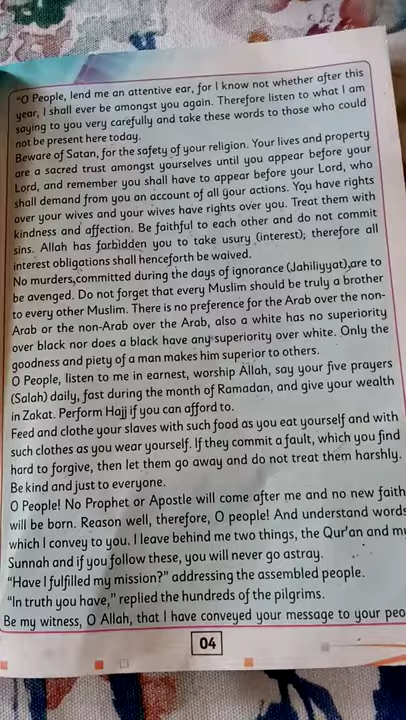 "O People, lend me an attentive ear, for I know not whether after this
year, I shall ever be amongst you again. Therefore listen to what I am
saying to you very carefully and take these words to those who could
not be present here today.
Beware of Satan, for the safety of your religion. Your lives and property
are a sacred trust amongst yourselves until you appear before your
Lord, and remember you shall have to appear before your Lord, who
shall demand from you an account of all your actions. You have rights
over your wives and your wives have rights over you. Treat them with
kindness and affection. Be faithful to each other and do not commit
sins. Allah has farbidden you to take usury (interest); therefore all
interest obligations shall henceforth be waived.
No murders,committed during the days of ignorance (Jahiliyyat),are to
be avenged. Do not forget that every Muslim should be truly a brother
to every other Muslim. There is no preference for the Arab over the non-
Arab or the non-Arab over the Arab, also a white has no superiority
over black nor does a black have any superiority over white. Only the
goodness and piety of a man makes him superior to others.
O People, listen to me in earnest, worship Allah, say your five prayers
(Salah) daily, fast during the month of Ramadan, and give your wealth
in Zakat. Perform Hajj if you can afford to.
Feed and clothe your slaves with such food as you eat yourself and with
such clothes as you wear yourself. If they commit a fault, which you find
hard to forgive, then let them go away and do not treat them harshly.
Be kind and just to everyone.
O People! No Prophet or Apostle will come after me and no new faith
will be born. Reason well, therefore, O people! And understand words
which I convey to you. I leave behind me two things, the Qur'an and my
Sunnah and if you follow these, you will never go astray.
"Have I fulfilled my mission?" addressing the assembled people.
"In truth you have," replied the hundreds of the pilgrims.
Be my witness, O Allah, that I have conveyed your message to your peo
04